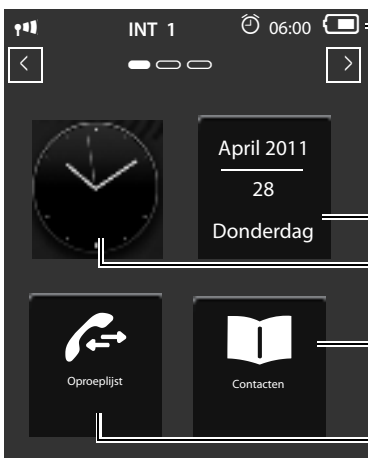 INT 1
06:00
April 2011
28
Donderdag
Oproeplijst
Contacten